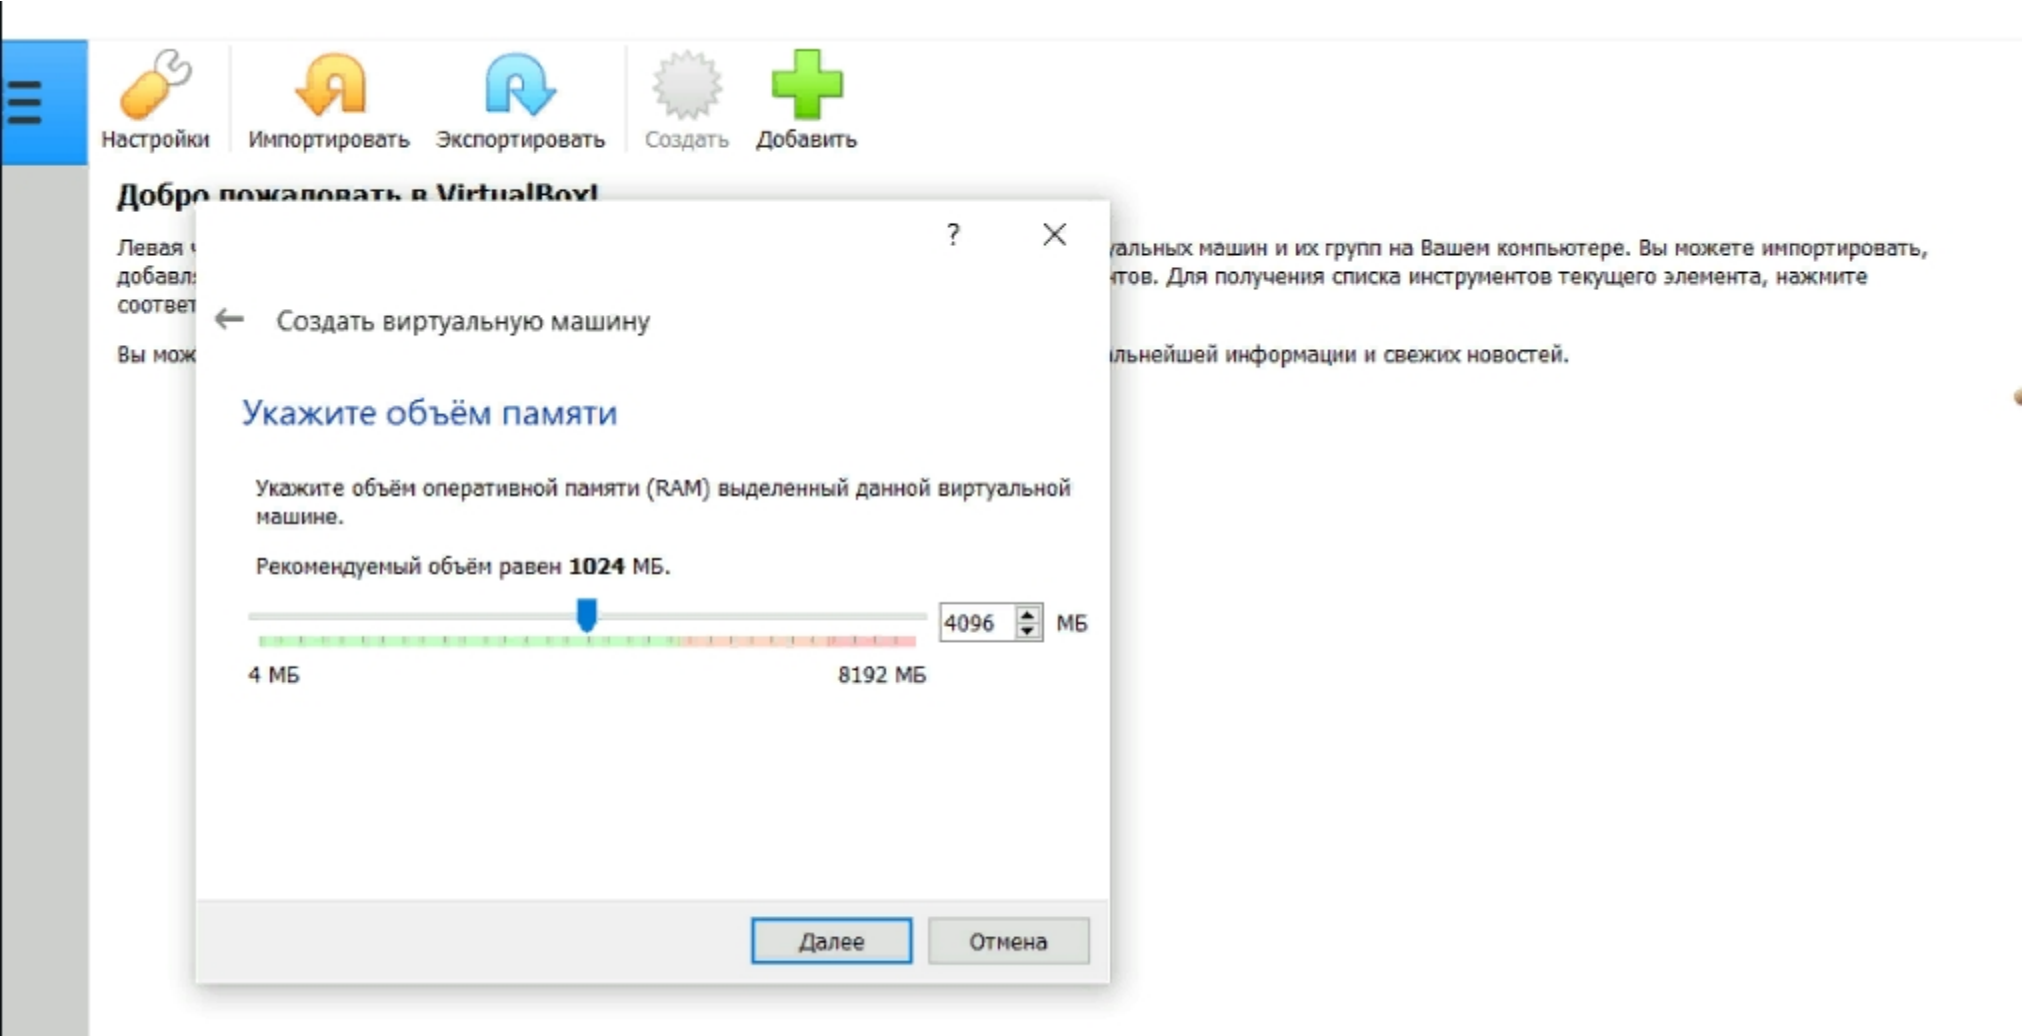 Настройки
Импортировать
Экспортировать
Создать
Добавить
Добро пожаловать в VirtualBox!
Левая
уальных машин и их групп на Вашем компьютере. Вы можете импортировать,
добавл
нтов. Для получения списка инструментов текущего элемента, нажмите
соответ
Вы мож
льнейшей информации и свежих новостей.
?
Создать виртуальную машину
Укажите объём памяти
Укажите объём оперативной памяти (RAM) выделенный данной виртуальной
машине.
Рекомендуемый объём равен 1024 МБ.
4096 МБ
4 МБ
8192 МБ
Далее
Отмена